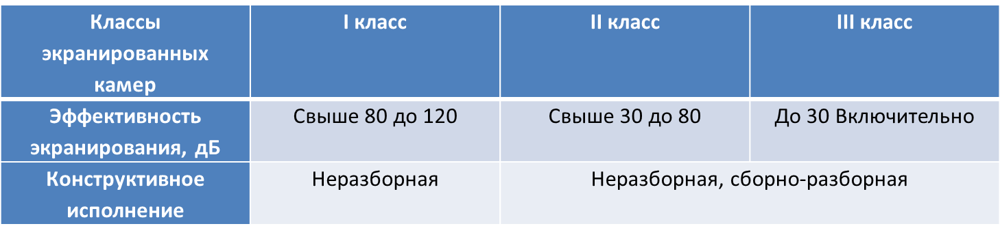 Классы
экранированных
камер
I класс
II класс
III класс
Эффективность
экранирования, дБ
Свыше 80 до 120
Свыше 30 до 80
До 30 Включительно
Конструктивное
исполнение
Неразборная
Неразборная, сборно-разборная